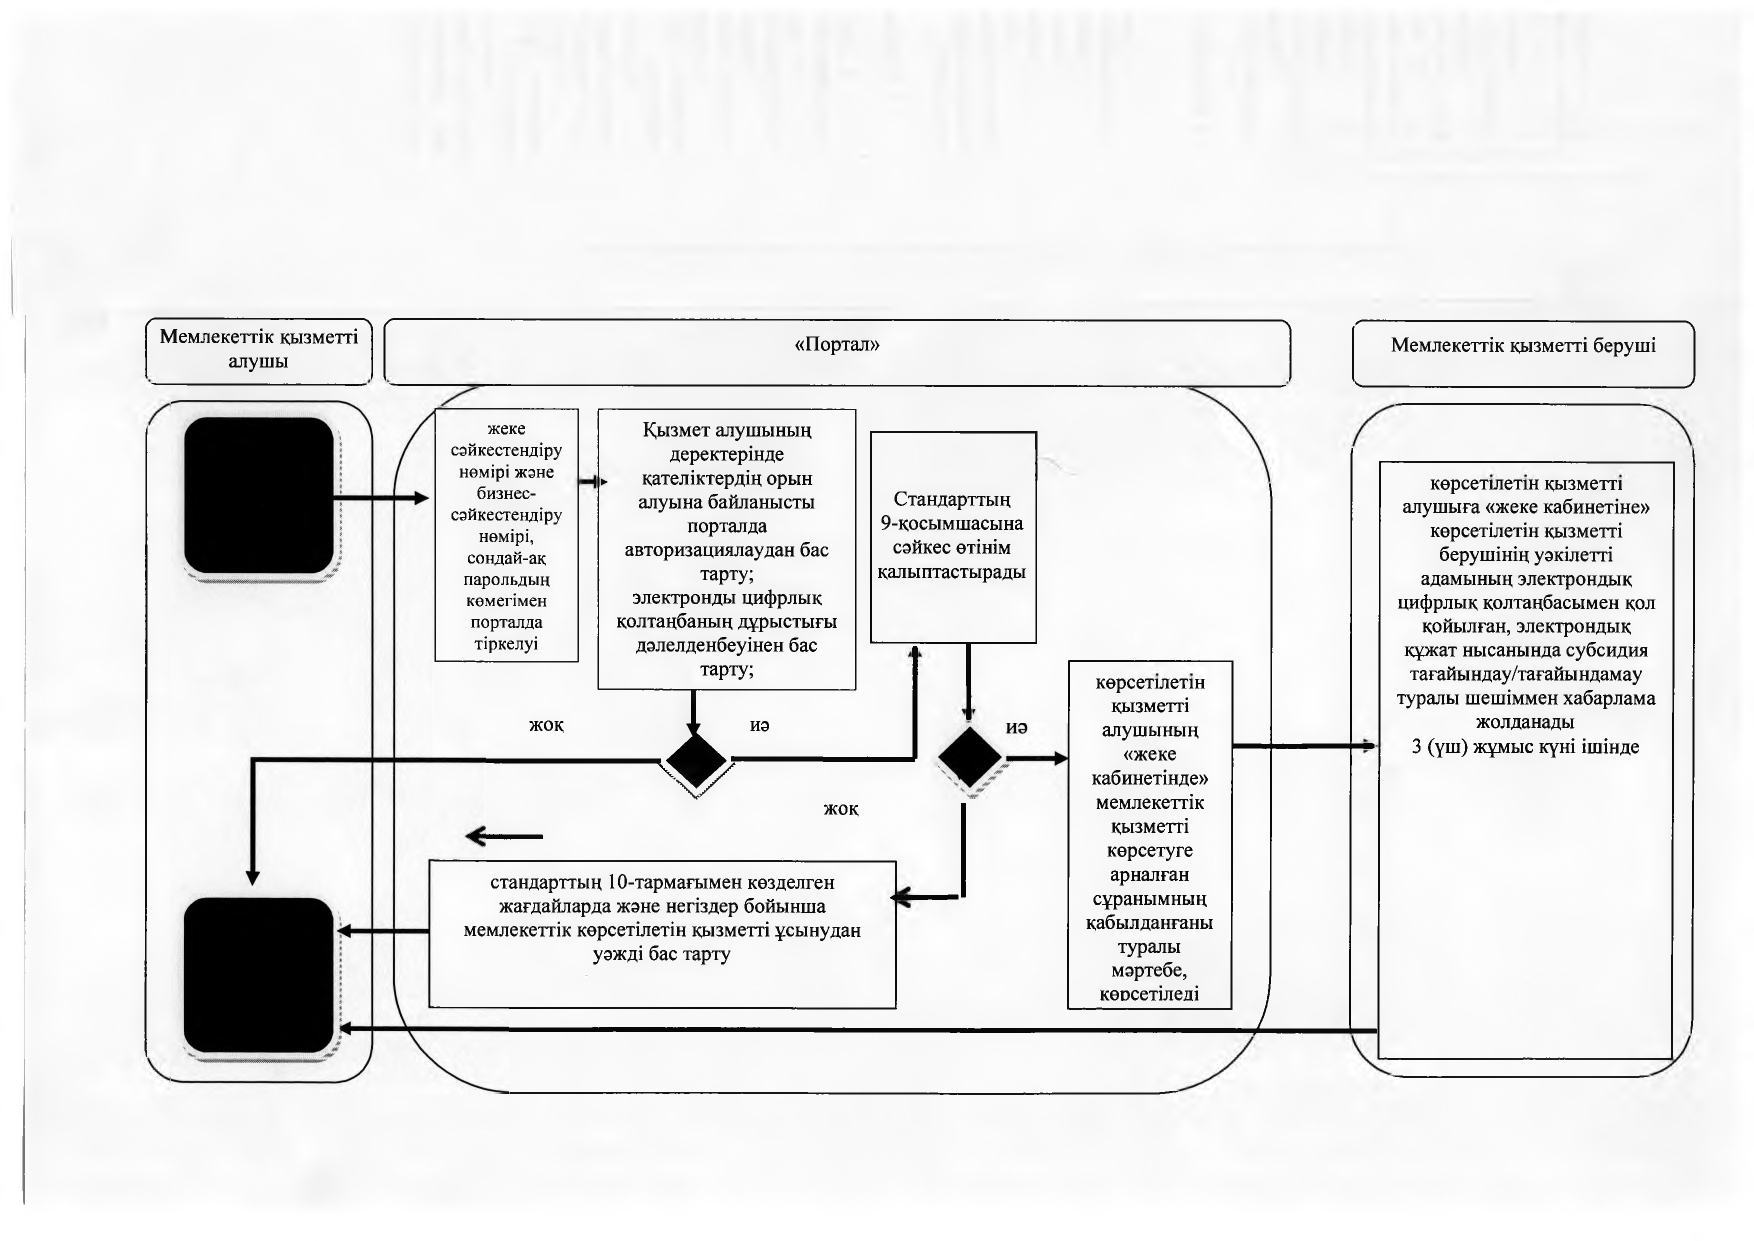 Мемлекеттік қызметті
алушы
«Портал»
Мемлекеттік қызметті беруші
жеке
сәйкестендіру
нөмірі және
бизнес-
сәйкестендіру
нөмірі,
сондай-ақ
парольдың
көмегімен
порталда
тіркелуі
Қызмет алушының
деректерінде
қателіктердің орын
алуына байланысты
порталда
авторизациялаудан бас
тарту;
электронды цифрлық
қолтаңбаның дұрыстығы
дәлелденбеуінен бас
тарту;
Стандарттың
9-қосымшасына
сәйкес өтінім
қалыптастырады
көрсетілетін қызметті
алушыға «жеке кабинетіне»
көрсетілетін қызметті
берушінің уәкілетті
адамының электрондық
цифрлық қолтаңбасымен қол
қойылған, электрондық
құжат нысанында субсидия
тағайындау/тағайындамау
туралы шешіммен хабарлама
жолданады
3 (үш) жұмыс күні ішінде
жоқ
иә
иә
жоқ
көрсетілетін
қызметті
алушының
«жеке
кабинетінде»
мемлекеттік
қызметті
көрсетуге
арналған
сұранымның
қабылданғаны
туралы
мәртебе,
көрсетіледі
стандарттың 10-тармағымен көзделген
жағдайларда және негіздер бойынша
мемлекеттік көрсетілетін қызметті ұсынудан
уәжді бас тарту